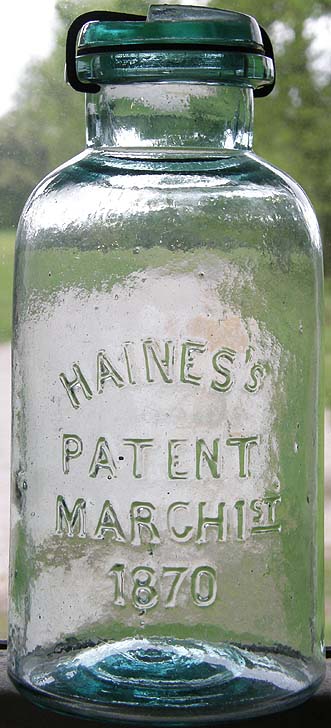 HAINES'S
PATENT
MARCH 1ST
1870